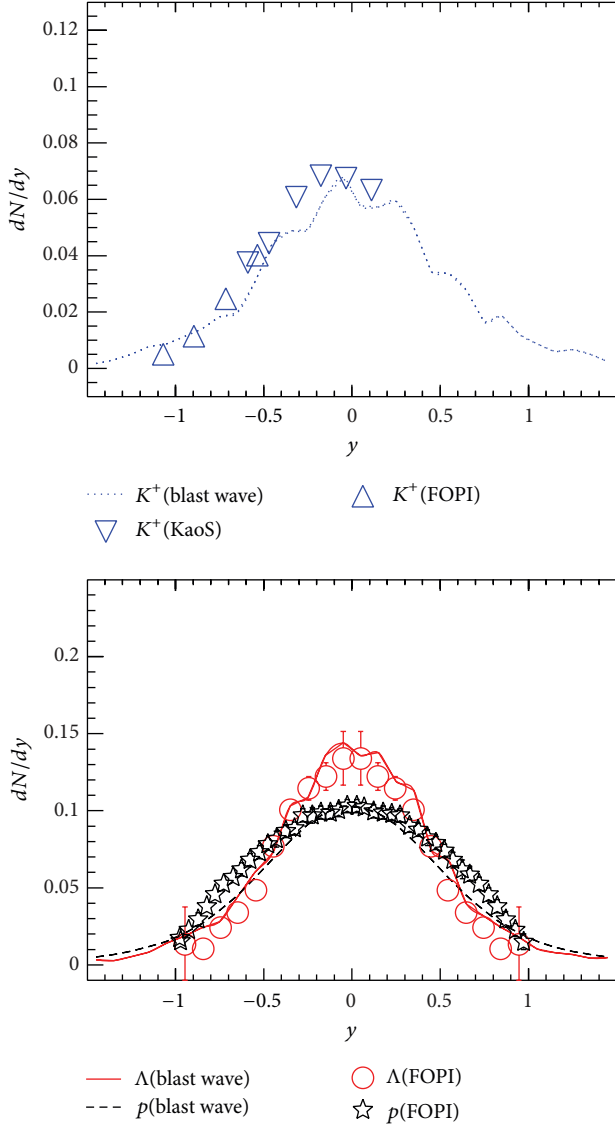 0.12
0.1
0.08
0.06
0.04
0.02
0
dN/dy
−1
−0.5
0
0.5
1
y
K⁺(blast wave)
K⁺(FOPI)
K⁺(KaoS)
0.2
0.15
0.1
0.05
0
dN/dy
−1
−0.5
0
0.5
1
y
Λ(blast wave)
Λ(FOPI)
p(blast wave)
p(FOPI)